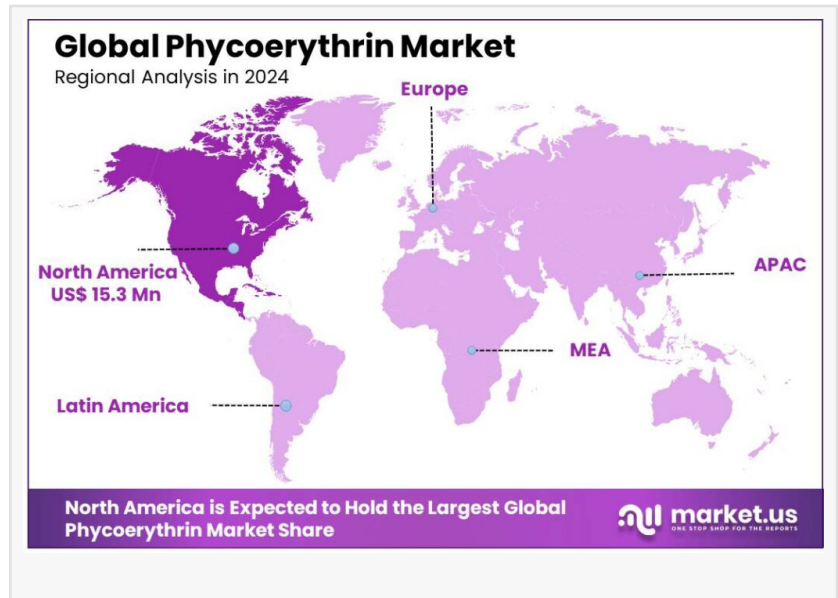 Global Phycoerythrin Market
Regional Analysis in 2024
Europe
North America
US$ 15.3 Mn
APAC
MEA
Latin America
North America is Expected to Hold the Largest Global
Phycoerythrin Market Share
market.us
ONE STOP SHOP FOR THE REPORTS